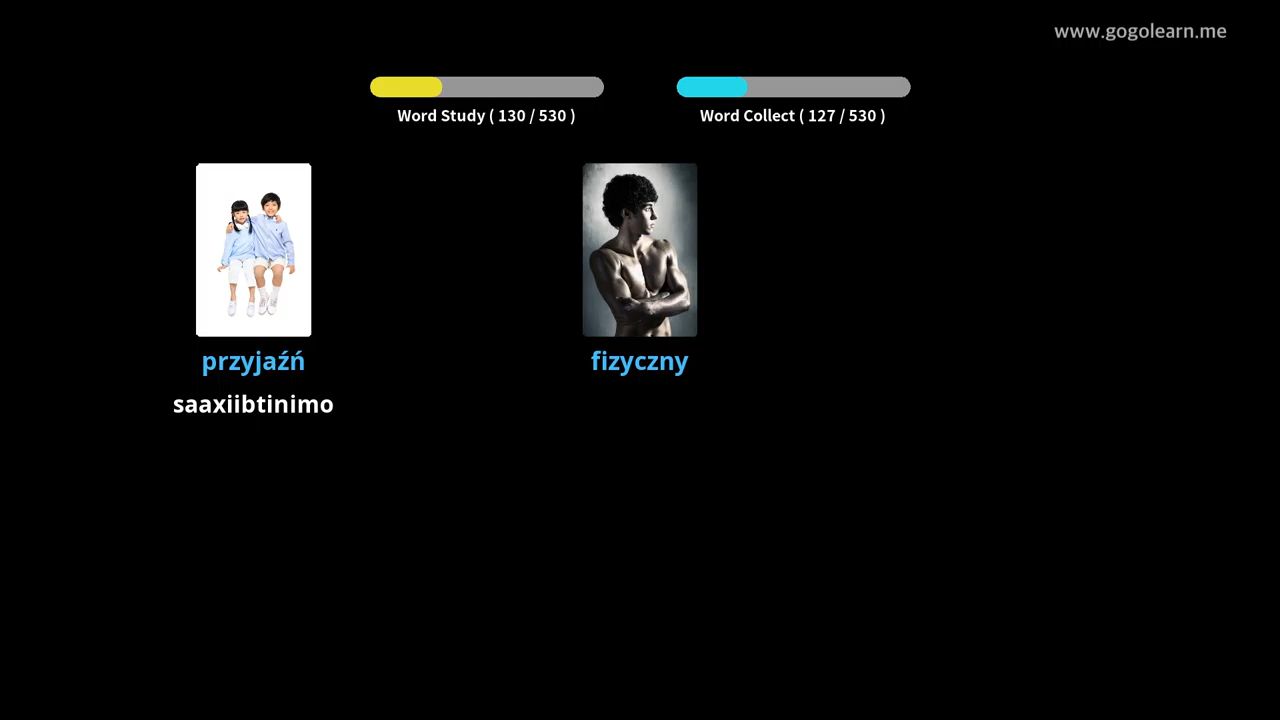 www.gogolearn.me
Word Study ( 130 / 530 )
Word Collect ( 127 / 530 )
przyjaźń
fizyczny
saaxiibtinimo